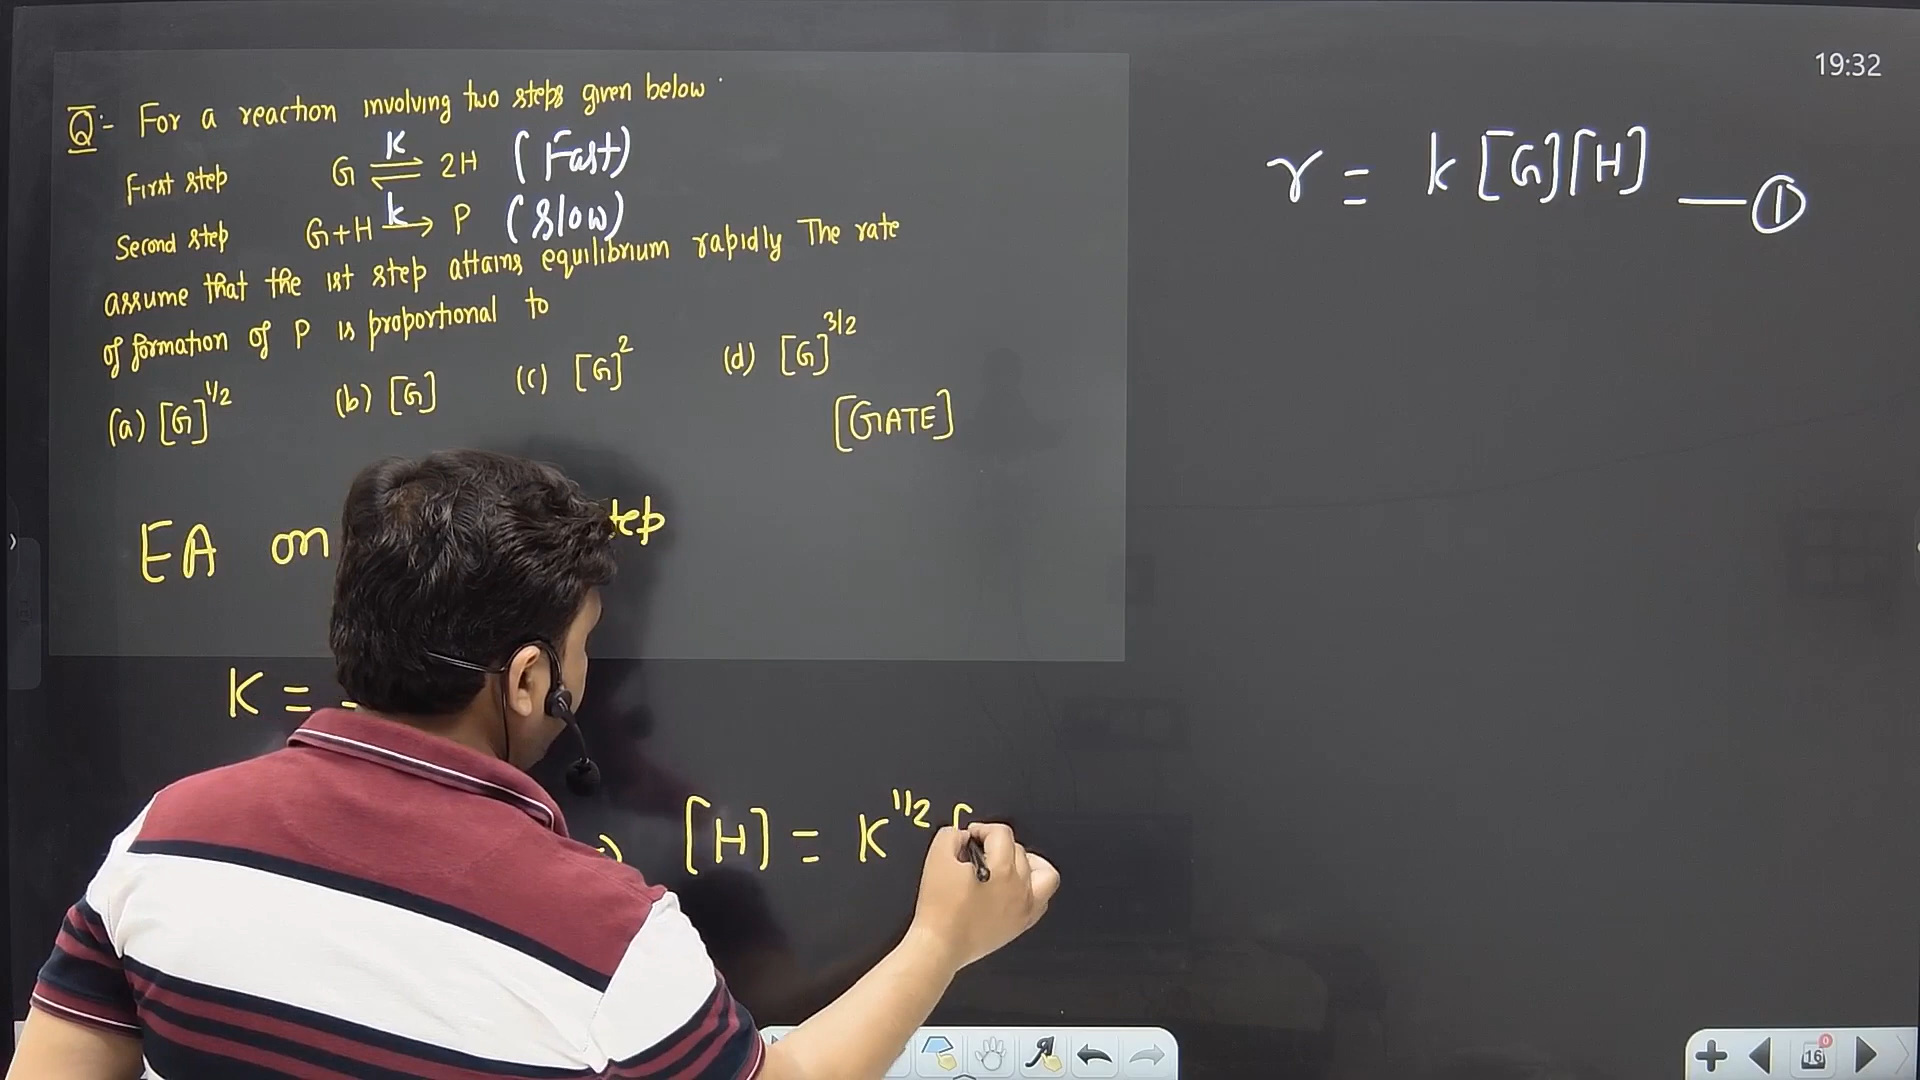 19:32
Q:- For a reaction involving two steps given below.
First step G ⇌ 2H (Fast)
K
Second step G+H → P (slow)
k
assume that the 1st step attains equilibrium rapidly The rate
of formation of P is proportional to
(a) [G]^1/2 (b) [G] (c) [G]^2 (d) [G]^3/2
[GATE]
EA on tep
K =
[H] = K^1/2 [
r = k[G][H] — ①
16
0